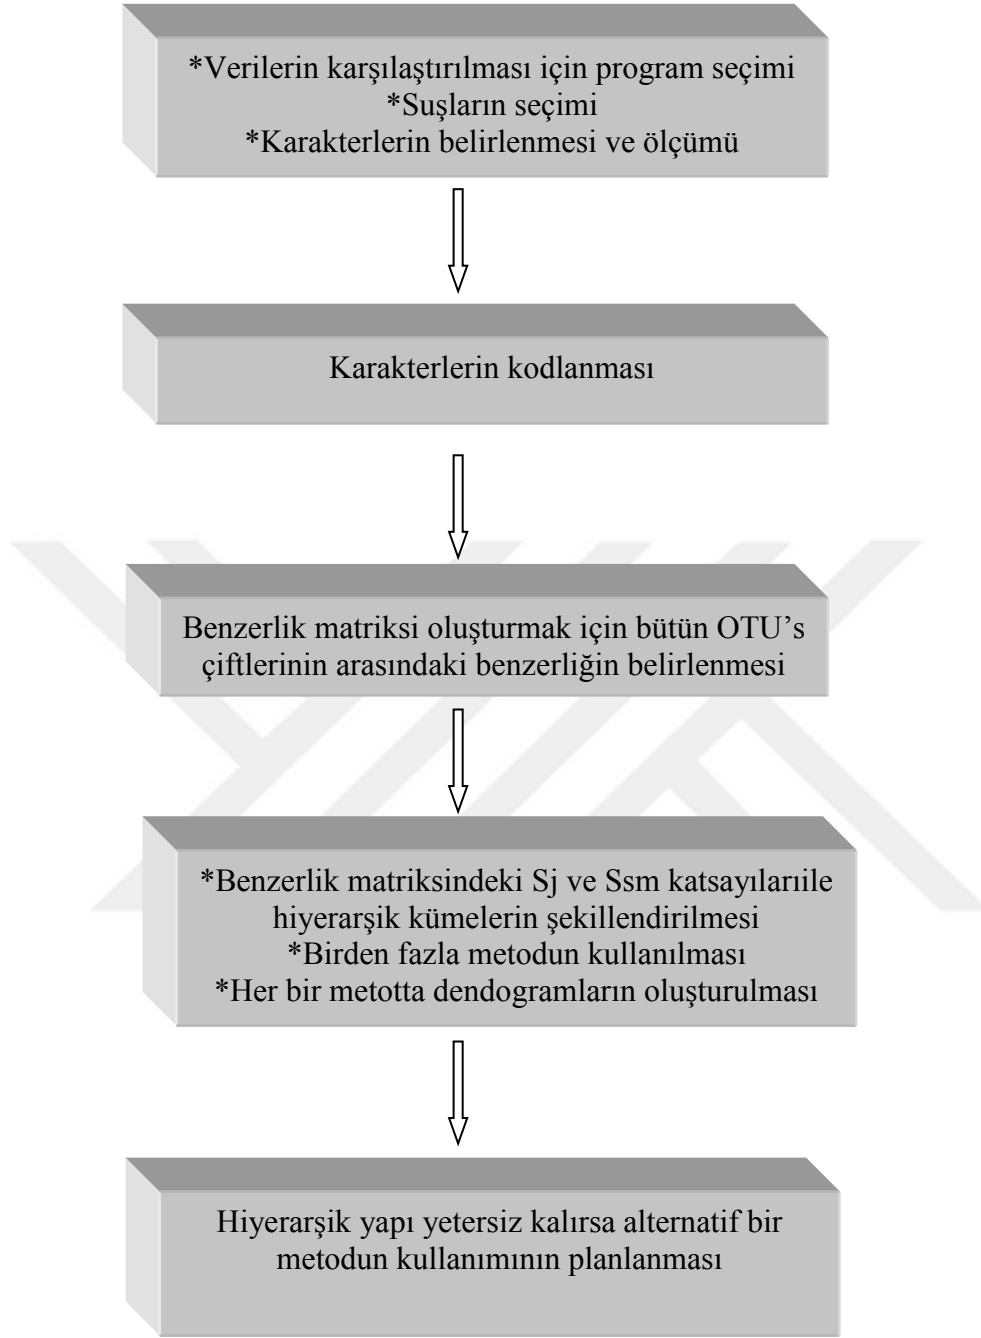 *Verilerin karşılaştırılması için program seçimi
*Suşların seçimi
*Karakterlerin belirlenmesi ve ölçümü
Karakterlerin kodlanması
Benzerlik matriksi oluşturmak için bütün OTU’s
çiftlerinin arasındaki benzerliğin belirlenmesi
*Benzerlik matriksindeki Sj ve Ssm katsayılarıile
hiyerarşik kümelerin şekillendirilmesi
*Birden fazla metodun kullanılması
*Her bir metotta dendogramların oluşturulması
Hiyerarşik yapı yetersiz kalırsa alternatif bir
metodun kullanımının planlanması